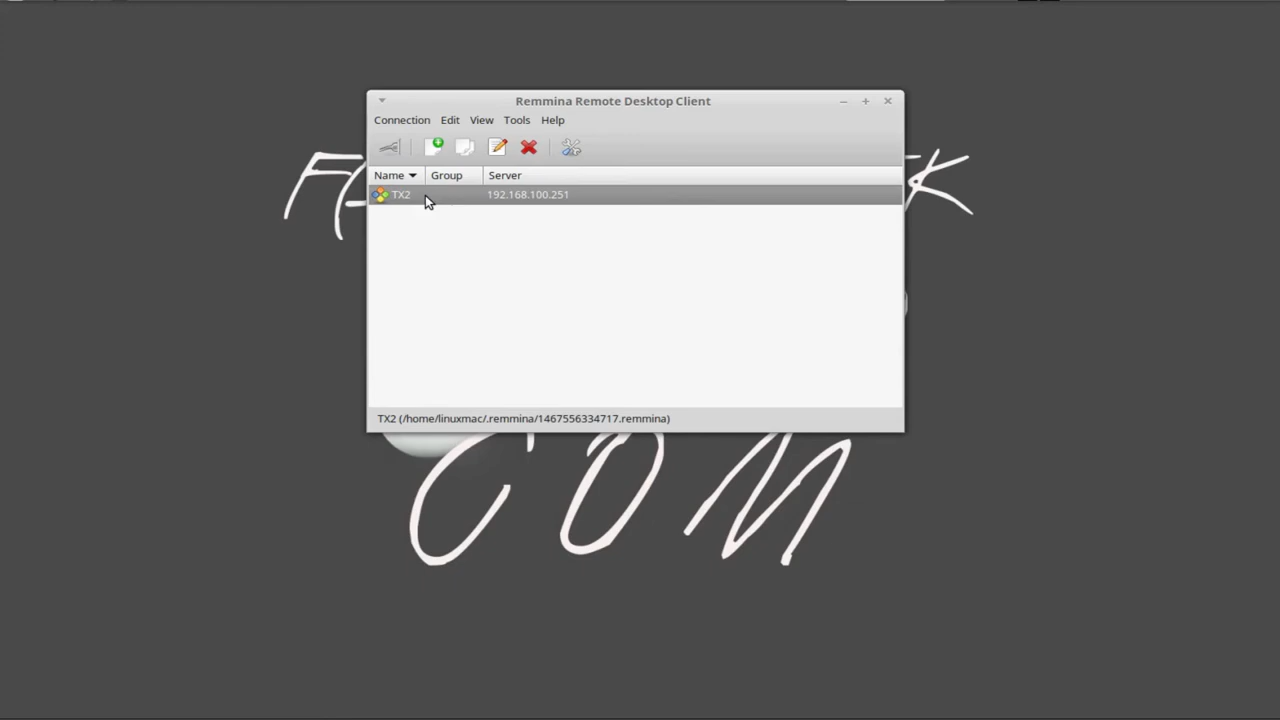 Remmina Remote Desktop Client
Connection Edit View Tools Help
Name Group Server
TX2 192.168.100.251
TX2 (/home/linuxmac/.remmina/1467556334717.remmina)
COM